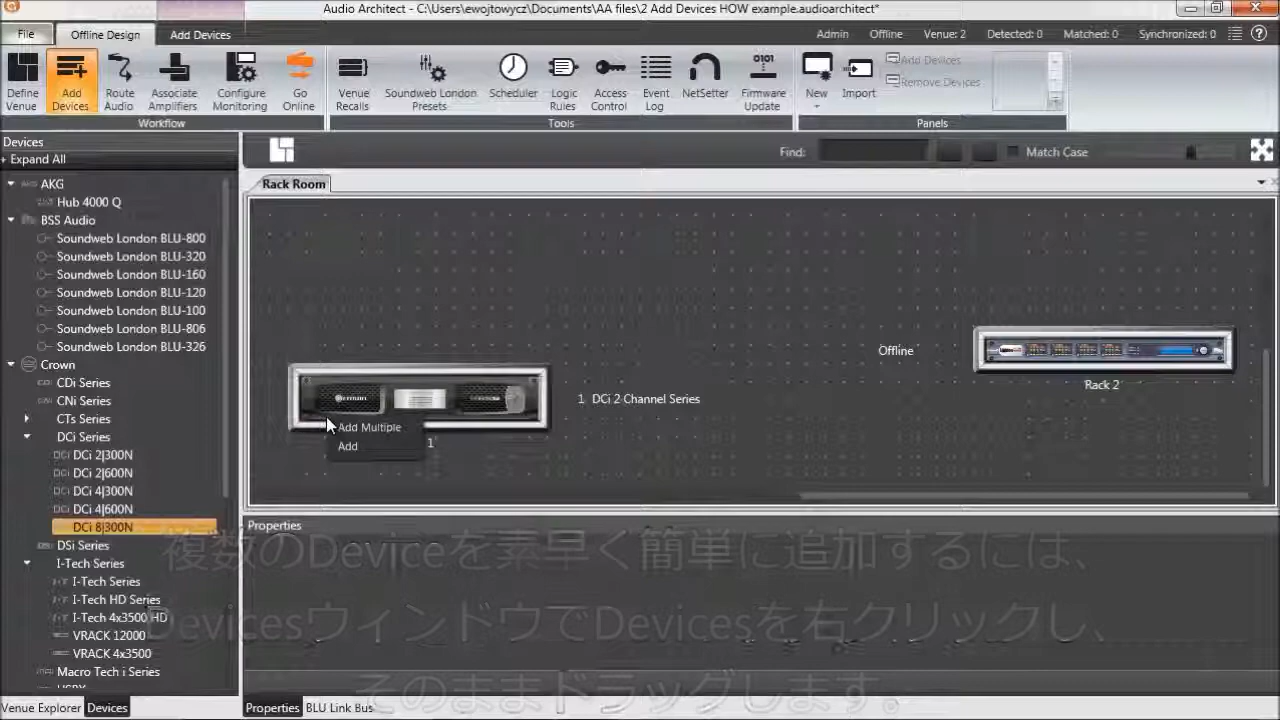 Audio Architect - C:\Users\ewojtowycz\Documents\AA files\2 Add Devices HOW example.audioarchitect*
File
Offline Design
Add Devices
Admin
Offline
Venue: 2
Detected: 0
Matched: 0
Synchronized: 0
Define Venue
Add Devices
Route Audio
Associate Amplifiers
Configure Monitoring
Go Online
Venue Recalls
Soundweb London Presets
Scheduler
Logic Rules
Access Control
Event Log
NetSetter
Firmware Update
New
Import
Add Devices
Remove Devices
Workflow
Tools
Panels
Devices
+ Expand All
Find:
Match Case
Rack Room
AKG
Hub 4000 Q
BSS Audio
Soundweb London BLU-800
Soundweb London BLU-320
Soundweb London BLU-160
Soundweb London BLU-120
Soundweb London BLU-100
Soundweb London BLU-806
Soundweb London BLU-326
Crown
CDi Series
CNi Series
CTs Series
DCi Series
DCi 2|300N
DCi 2|600N
DCi 4|300N
DCi 4|600N
DCi 8|300N
DSi Series
I-Tech Series
I-Tech Series
I-Tech HD Series
I-Tech 4x3500 HD
VRACK 12000
VRACK 4x3500
Macro Tech i Series
Offline
Rack 2
1 DCi 2 Channel Series
Add Multiple
Add
1
Properties
複数のDeviceを素早く簡単に追加するには、
DevicesウィンドウでDevicesを右クリックし、
そのままドラッグします。
Venue Explorer
Devices
Properties
BLU Link Bus